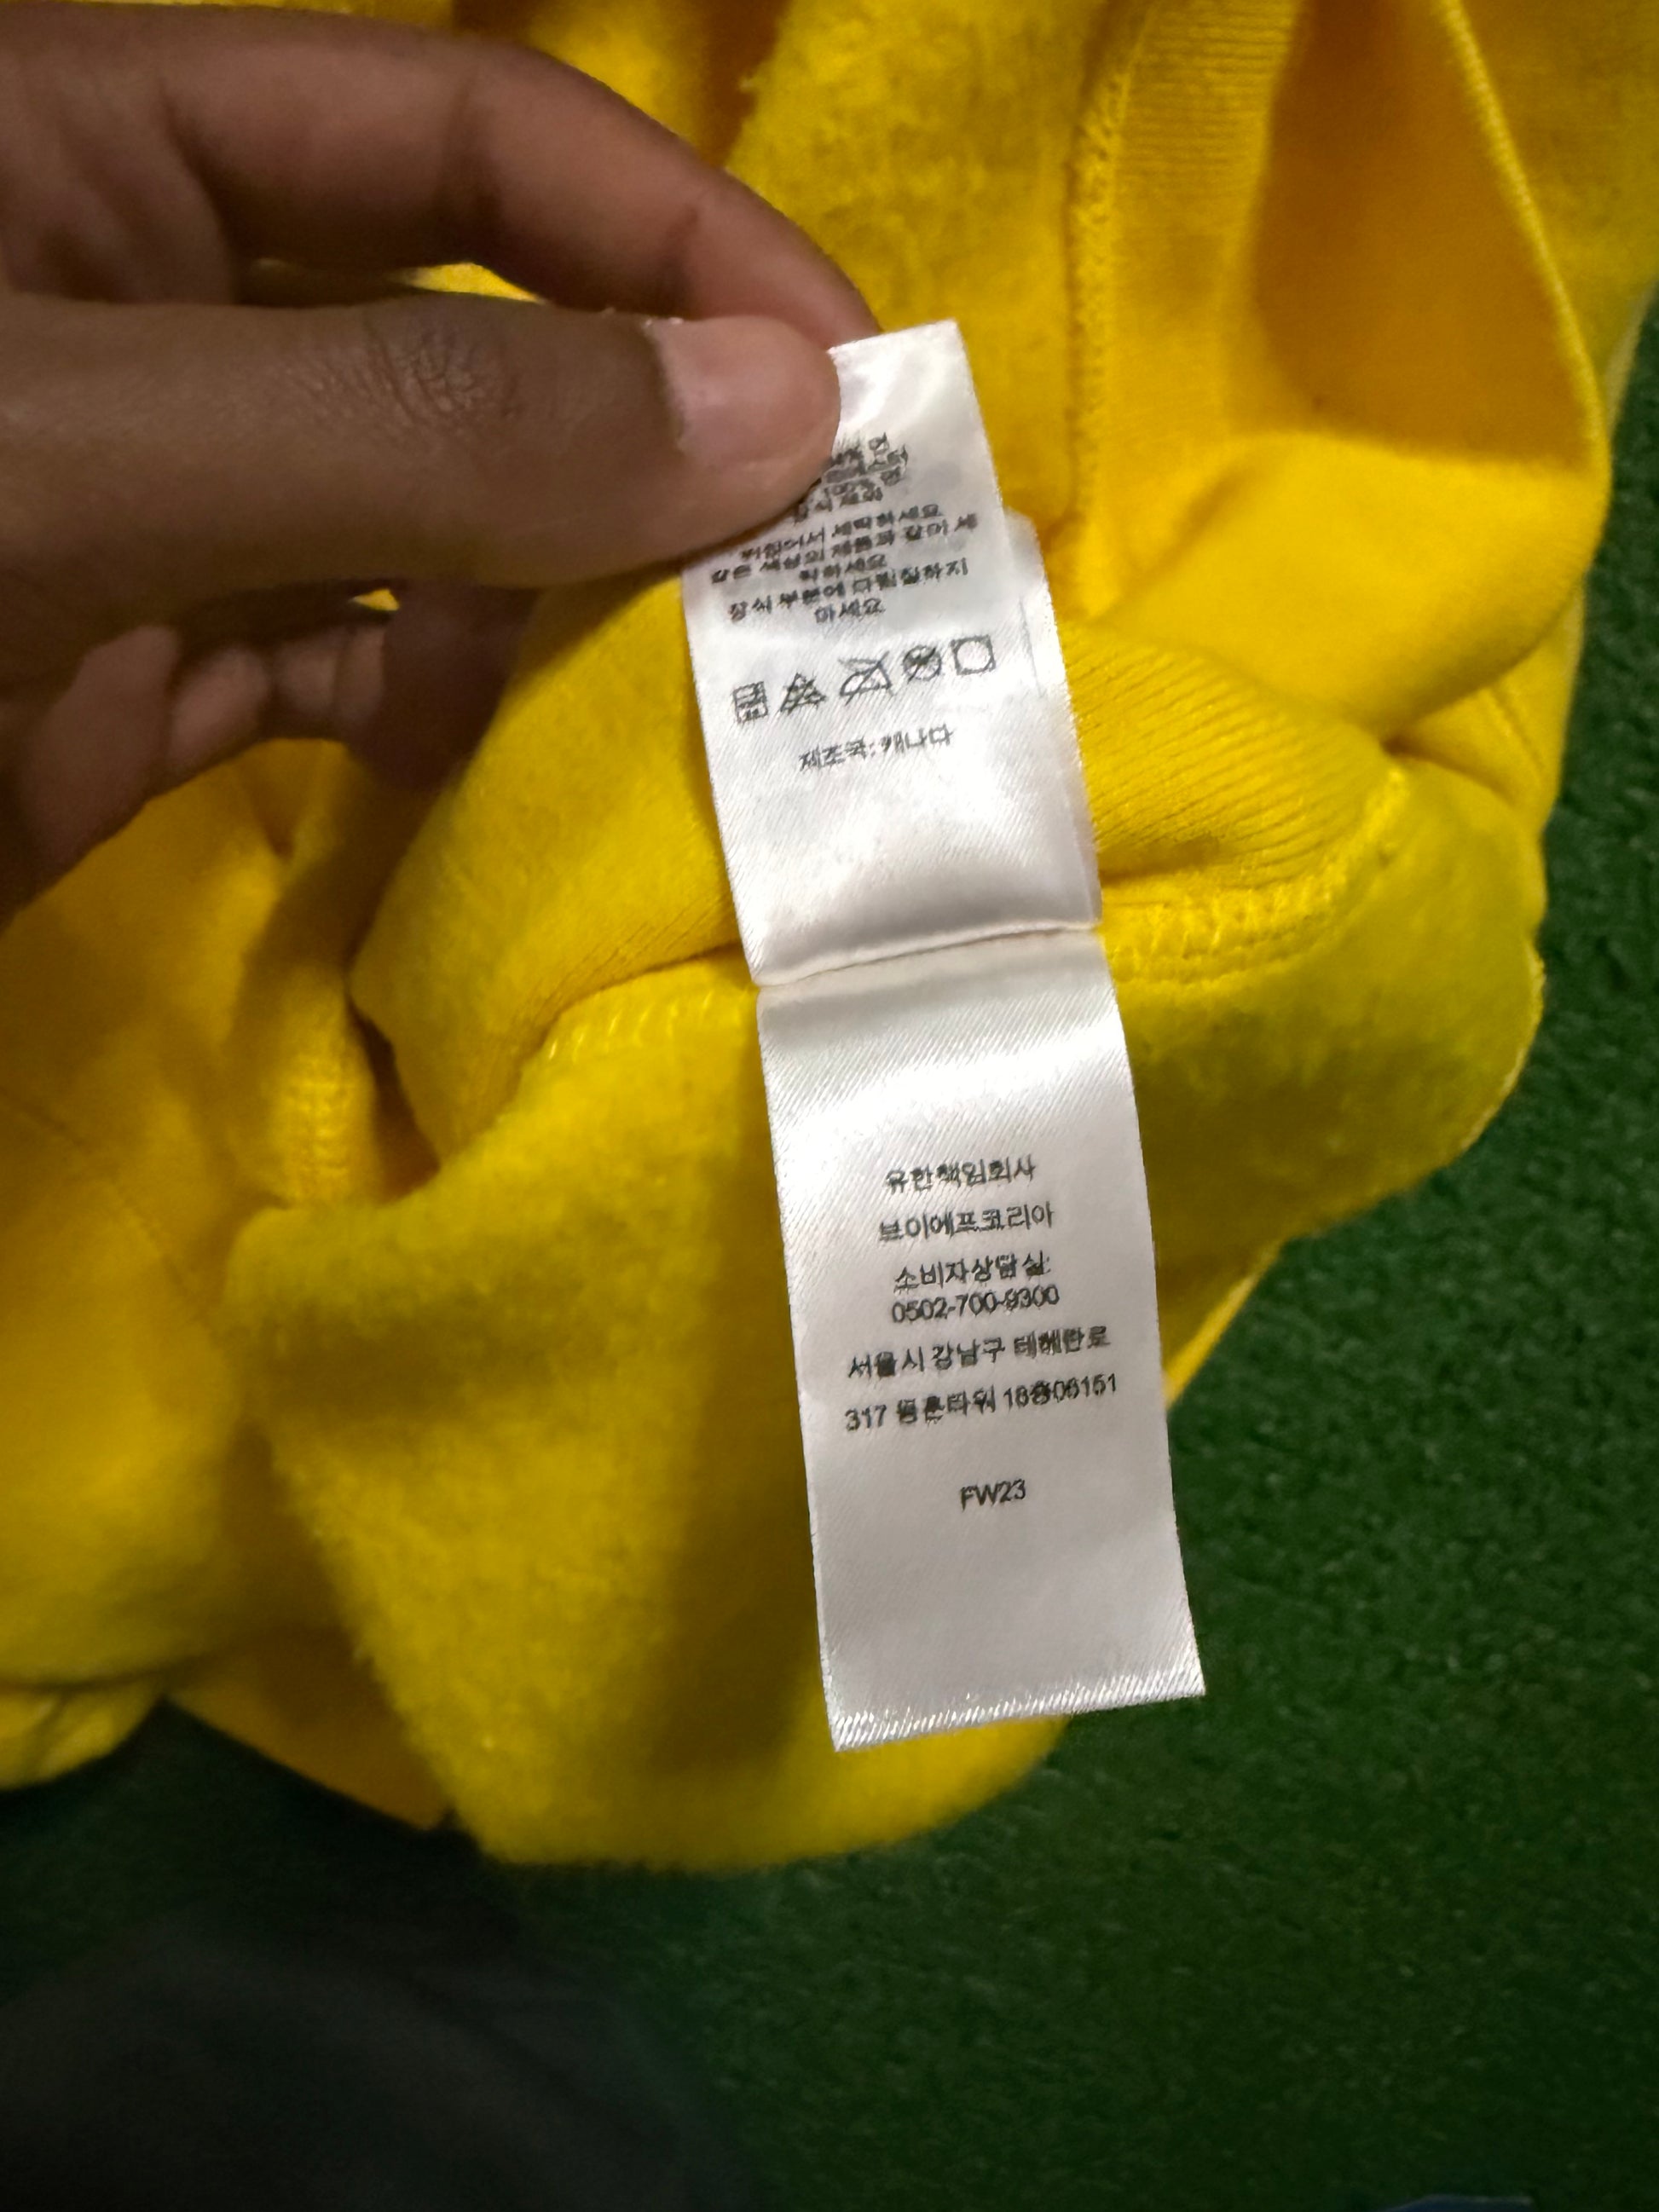 뒤집어서 세탁하세요
같은 색상의 제품과 같이 세
탁하세요
장식 부분에 다림질하지
마세요
제조국: 캐나다
유한책임회사
브이에프코리아
소비자상담실:
0502-700-9300
서울시 강남구 테헤란로
317 타워
FW23